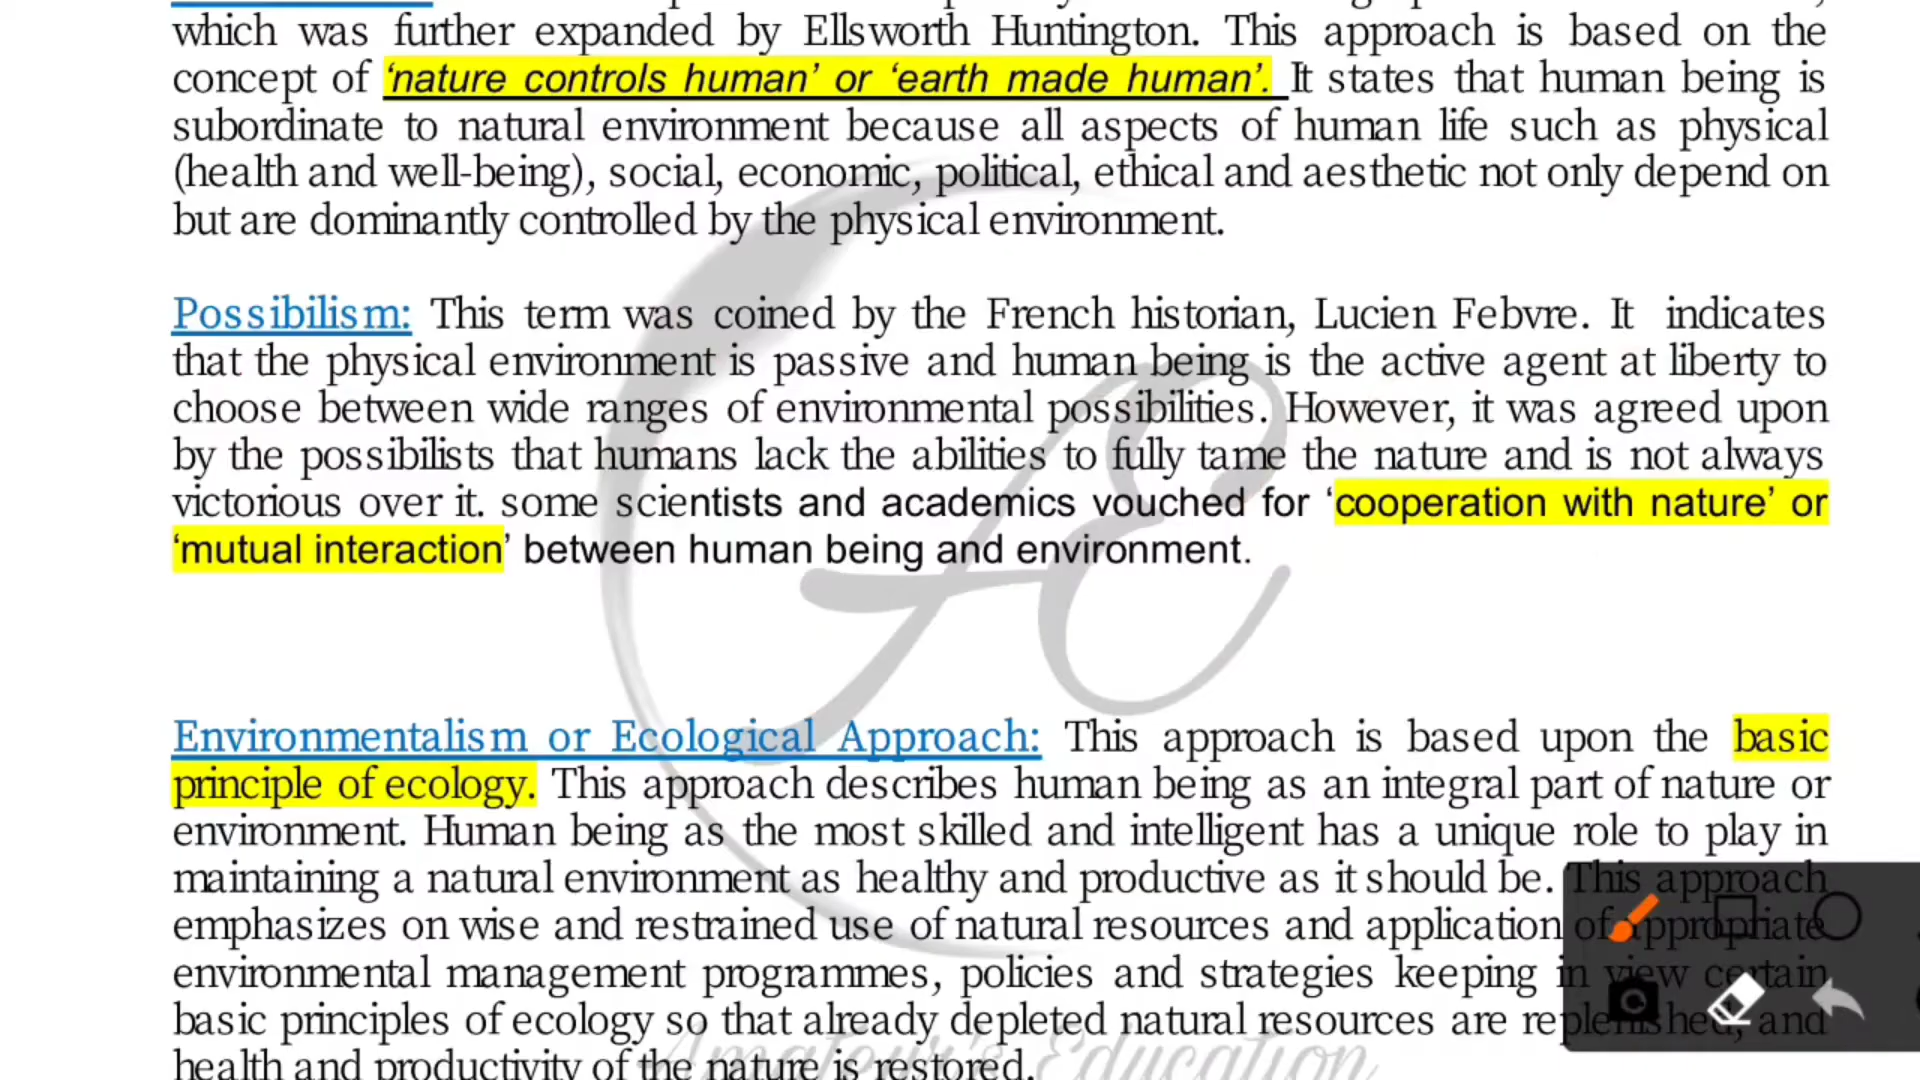 which was further expanded by Ellsworth Huntington. This approach is based on the
concept of ‘nature controls human’ or ‘earth made human’. It states that human being is
subordinate to natural environment because all aspects of human life such as physical
(health and well-being), social, economic, political, ethical and aesthetic not only depend on
but are dominantly controlled by the physical environment.
Possibilism: This term was coined by the French historian, Lucien Febvre. It indicates
that the physical environment is passive and human being is the active agent at liberty to
choose between wide ranges of environmental possibilities. However, it was agreed upon
by the possibilists that humans lack the abilities to fully tame the nature and is not always
victorious over it. some scientists and academics vouched for ‘cooperation with nature’ or
‘mutual interaction’ between human being and environment.
Environmentalism or Ecological Approach: This approach is based upon the basic
principle of ecology. This approach describes human being as an integral part of nature or
environment. Human being as the most skilled and intelligent has a unique role to play in
maintaining a natural environment as healthy and productive as it should be. This approach
emphasizes on wise and restrained use of natural resources and application of appropriate
environmental management programmes, policies and strategies keeping in view certain
basic principles of ecology so that already depleted natural resources are replenished, and
health and productivity of the nature is restored.
Amateur's Education